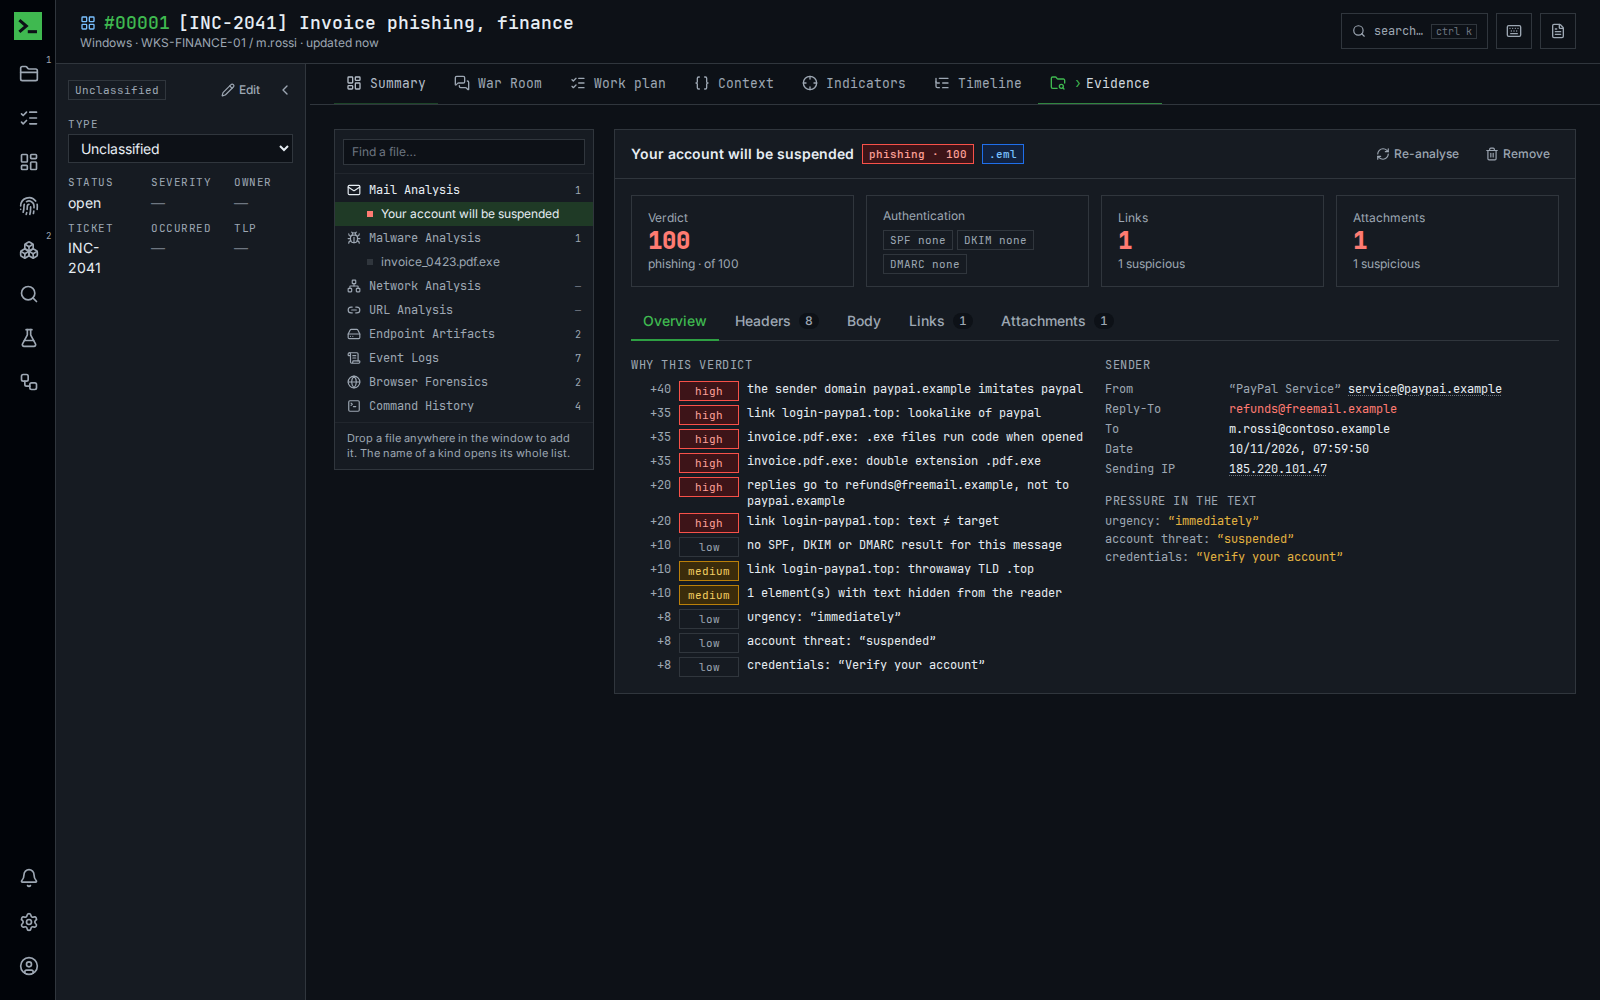 #00001 [INC-2041] Invoice phishing, finance
Windows · WKS-FINANCE-01 / m.rossi · updated now
search… ctrl k
1
2
Unclassified
Edit
TYPE
Unclassified
STATUS SEVERITY OWNER
open — —
TICKET OCCURRED TLP
INC-2041 — —
Summary War Room Work plan {} Context Indicators Timeline › Evidence
Find a file...
Mail Analysis 1
Your account will be suspended
Malware Analysis 1
invoice_0423.pdf.exe
Network Analysis –
URL Analysis –
Endpoint Artifacts 2
Event Logs 7
Browser Forensics 2
Command History 4
Drop a file anywhere in the window to add
it. The name of a kind opens its whole list.
Your account will be suspended phishing · 100 .eml
Re-analyse Remove
Verdict
100
phishing · of 100
Authentication
SPF none DKIM none
DMARC none
Links
1
1 suspicious
Attachments
1
1 suspicious
Overview Headers 8 Body Links 1 Attachments 1
WHY THIS VERDICT
+40 high the sender domain paypai.example imitates paypal
+35 high link login-paypa1.top: lookalike of paypal
+35 high invoice.pdf.exe: .exe files run code when opened
+35 high invoice.pdf.exe: double extension .pdf.exe
+20 high replies go to refunds@freemail.example, not to
paypai.example
+20 high link login-paypa1.top: text ≠ target
+10 low no SPF, DKIM or DMARC result for this message
+10 medium link login-paypa1.top: throwaway TLD .top
+10 medium 1 element(s) with text hidden from the reader
+8 low urgency: “immediately”
+8 low account threat: “suspended”
+8 low credentials: “Verify your account”
SENDER
From “PayPal Service” service@paypai.example
Reply-To refunds@freemail.example
To m.rossi@contoso.example
Date 10/11/2026, 07:59:50
Sending IP 185.220.101.47
PRESSURE IN THE TEXT
urgency: “immediately”
account threat: “suspended”
credentials: “Verify your account”